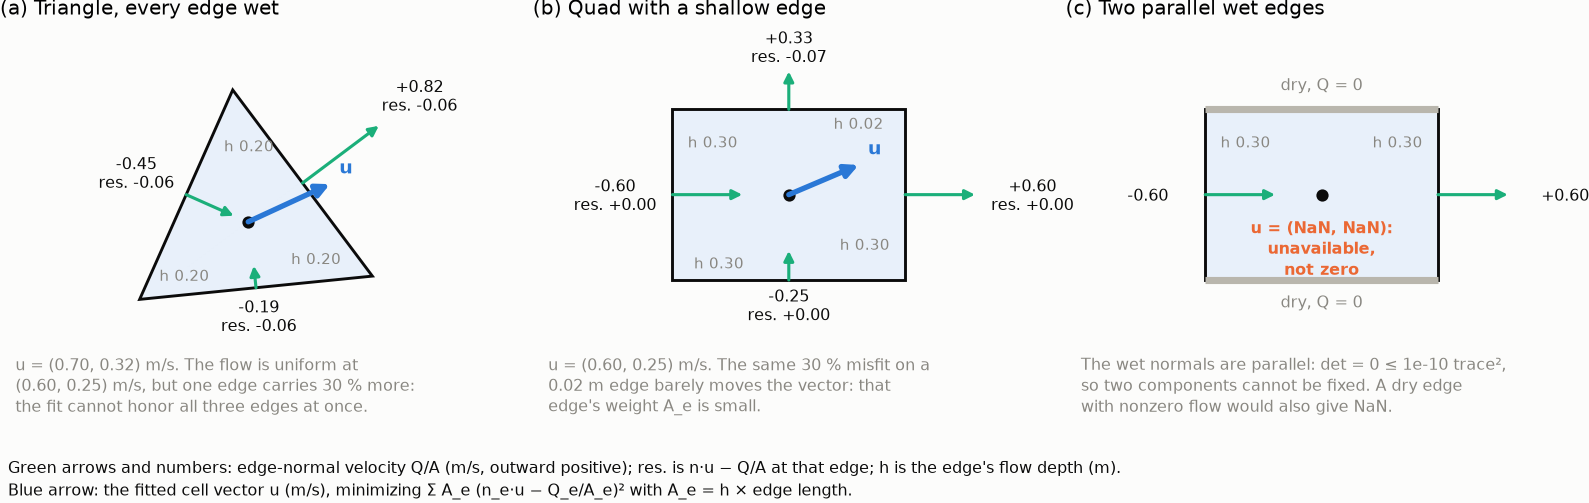 (a) Triangle, every edge wet
+0.82
res. -0.06
h 0.20
-0.45
res. -0.06
u
h 0.20
h 0.20
-0.19
res. -0.06
u = (0.70, 0.32) m/s. The flow is uniform at
(0.60, 0.25) m/s, but one edge carries 30 % more:
the fit cannot honor all three edges at once.
(b) Quad with a shallow edge
+0.33
res. -0.07
h 0.02
h 0.30
u
-0.60
res. +0.00
+0.60
res. +0.00
h 0.30
h 0.30
-0.25
res. +0.00
u = (0.60, 0.25) m/s. The same 30 % misfit on a
0.02 m edge barely moves the vector: that
edge's weight A_e is small.
(c) Two parallel wet edges
dry, Q = 0
h 0.30
h 0.30
-0.60
+0.60
u = (NaN, NaN):
unavailable,
not zero
dry, Q = 0
The wet normals are parallel: det = 0 ≤ 1e-10 trace²,
so two components cannot be fixed. A dry edge
with nonzero flow would also give NaN.
Green arrows and numbers: edge-normal velocity Q/A (m/s, outward positive); res. is n·u − Q/A at that edge; h is the edge's flow depth (m).
Blue arrow: the fitted cell vector u (m/s), minimizing Σ A_e (n_e·u − Q_e/A_e)² with A_e = h × edge length.